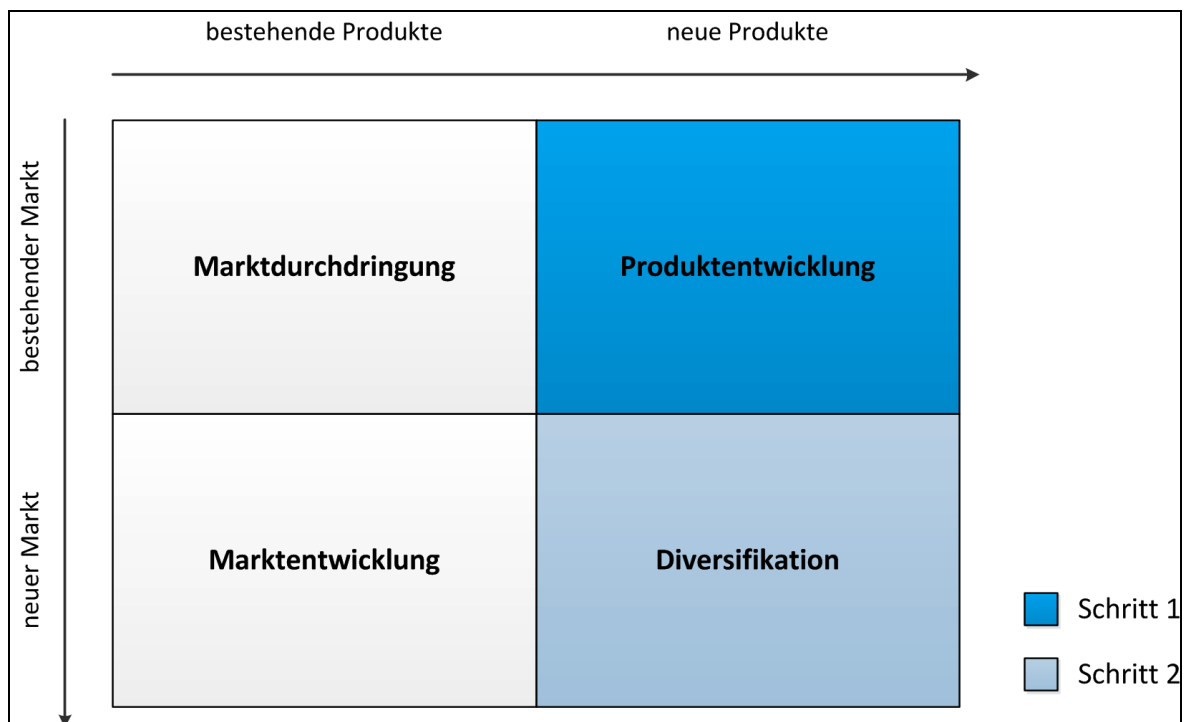 bestehende Produkte
neue Produkte
bestehender Markt
Marktdurchdringung
Produktentwicklung
neuer Markt
Marktentwicklung
Diversifikation
Schritt 1
Schritt 2